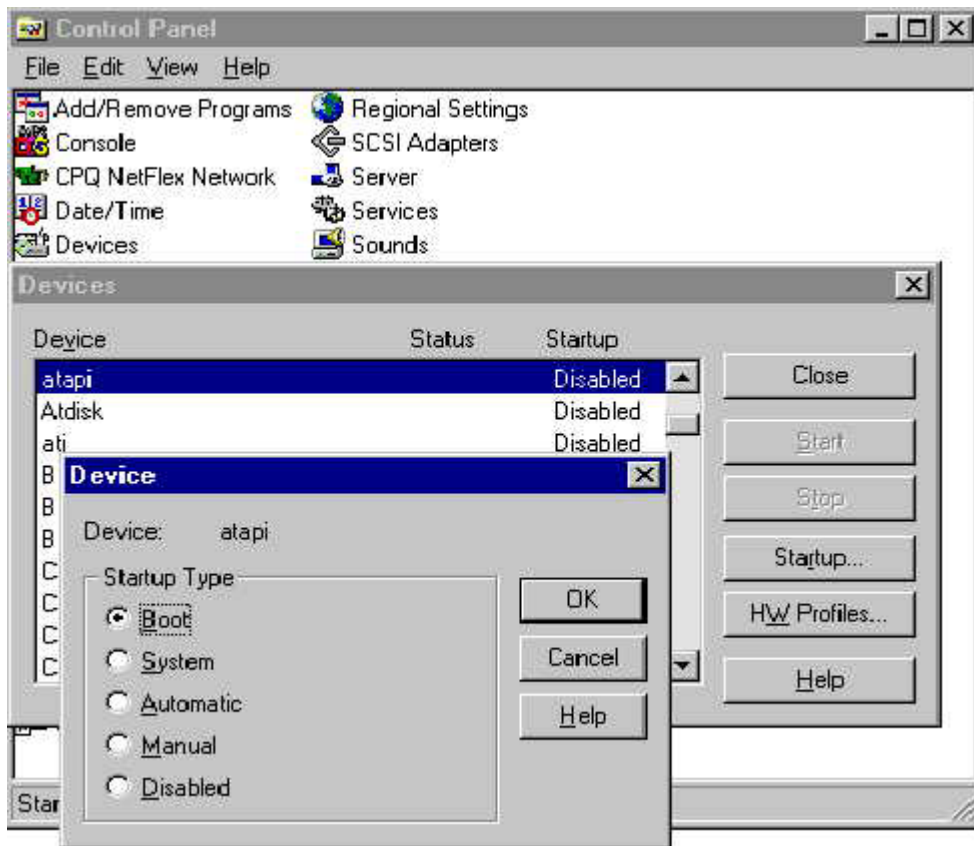 Control Panel
File Edit View Help
Add/Remove Programs Regional Settings
Console SCSI Adapters
CPQ NetFlex Network Server
Date/Time Services
Devices Sounds
Devices
Device Status Startup
atapi Disabled
Close
Atdisk Disabled
ati Disabled
Start
B
B
B
C
C
C
C
Stop
Startup...
HW Profiles...
Help
Device
Device: atapi
Startup Type
Boot
System
Automatic
Manual
Disabled
OK
Cancel
Help
Star